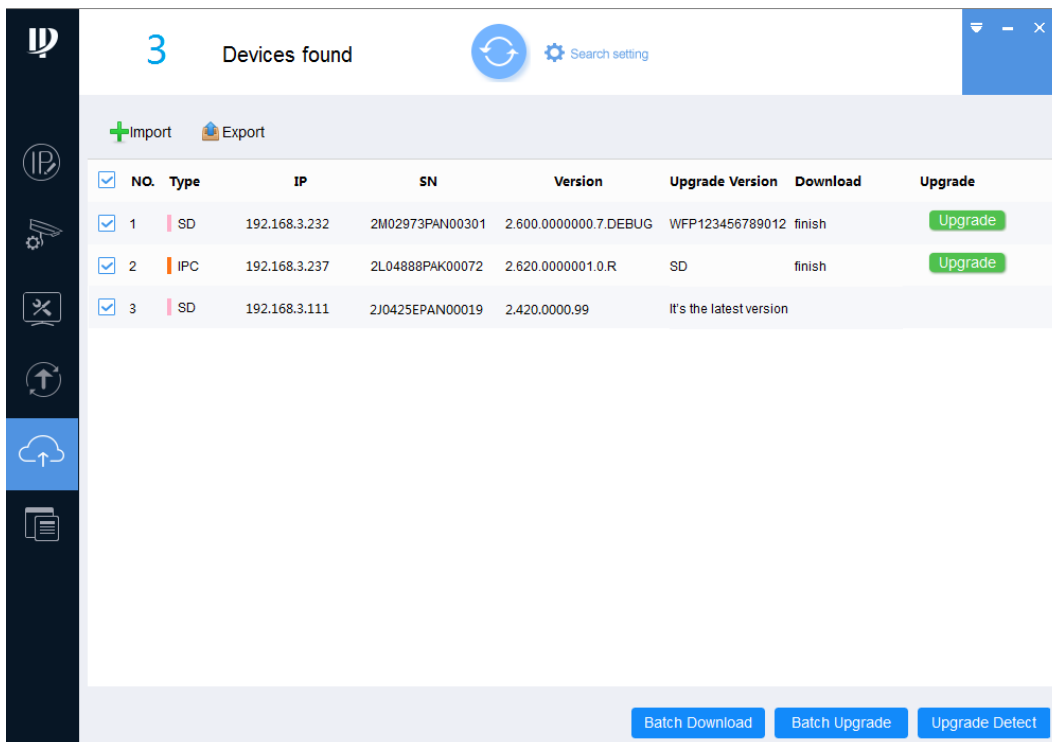 3 Devices found Search setting
Import Export
NO. Type IP SN Version Upgrade Version Download Upgrade
1 SD 192.168.3.232 2M02973PAN00301 2.600.0000000.7.DEBUG WFP123456789012 finish Upgrade
2 IPC 192.168.3.237 2L04888PAK00072 2.620.0000001.0.R SD finish Upgrade
3 SD 192.168.3.111 2J0425EPAN00019 2.420.0000.99 It's the latest version
Batch Download Batch Upgrade Upgrade Detect